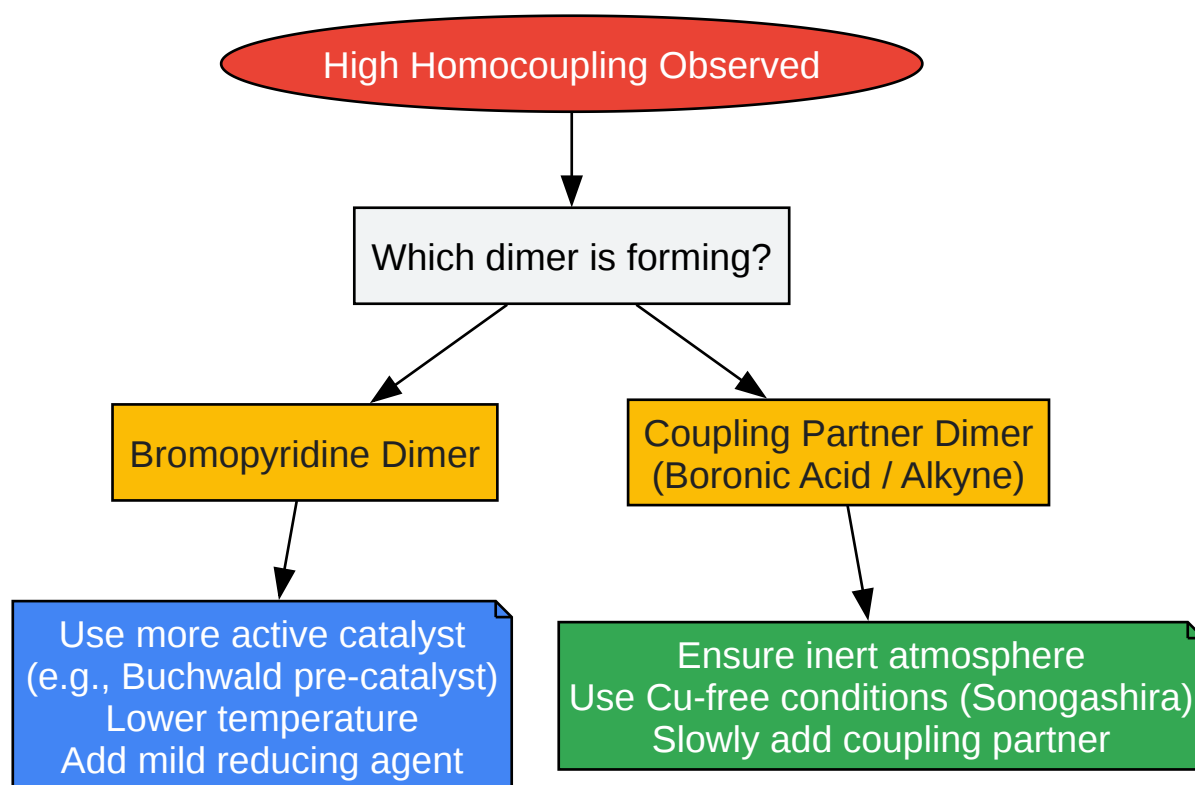 High Homocoupling Observed
Which dimer is forming?
Bromopyridine Dimer
Coupling Partner Dimer
(Boronic Acid / Alkyne)
Use more active catalyst
(e.g., Buchwald pre-catalyst)
Lower temperature
Add mild reducing agent
Ensure inert atmosphere
Use Cu-free conditions (Sonogashira)
Slowly add coupling partner